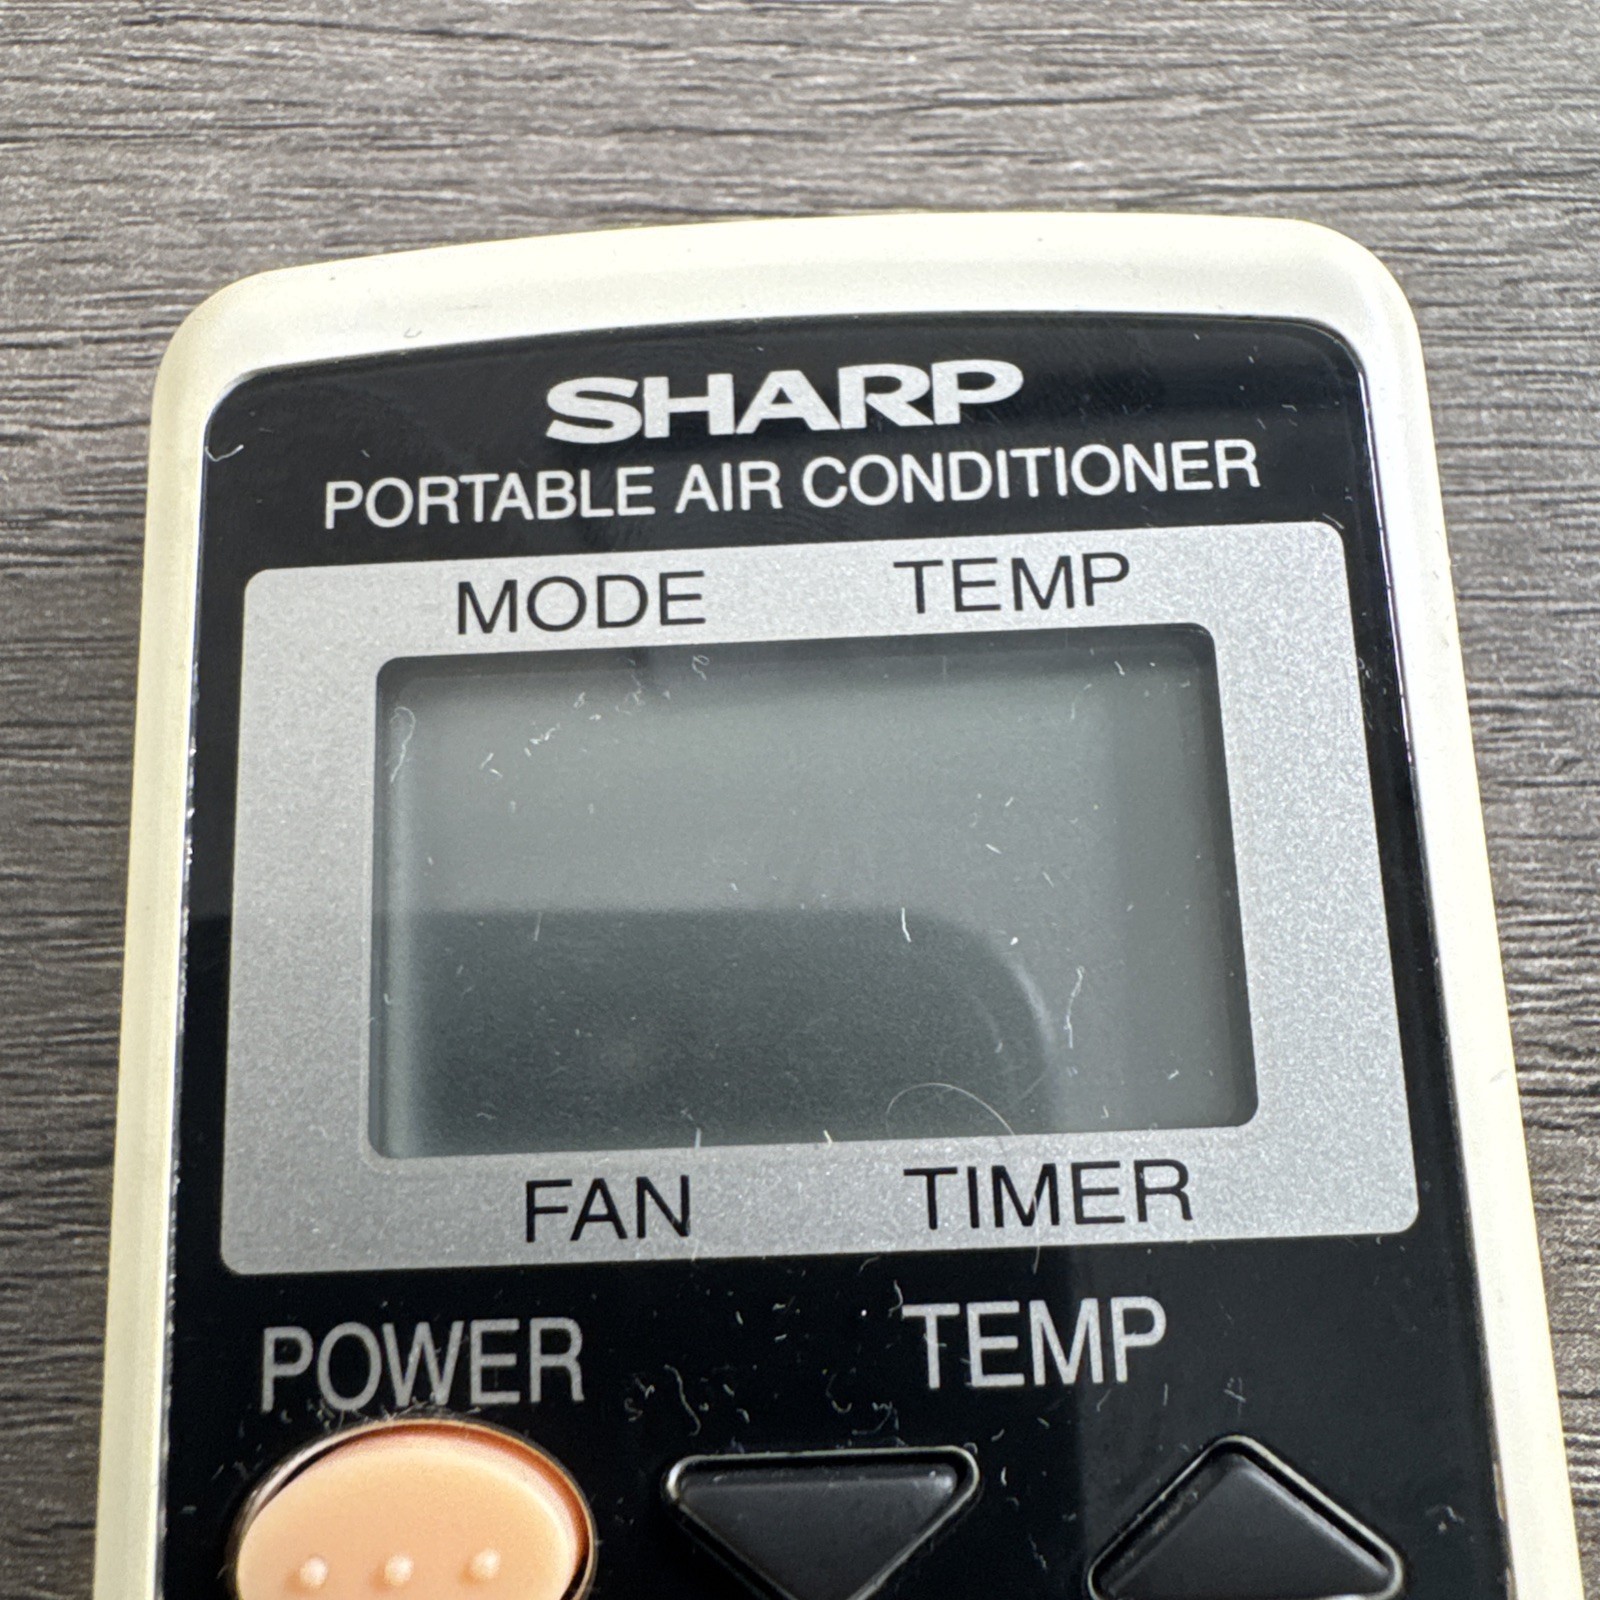 SHARP
PORTABLE AIR CONDITIONER
MODE TEMP
FAN TIMER
POWER TEMP